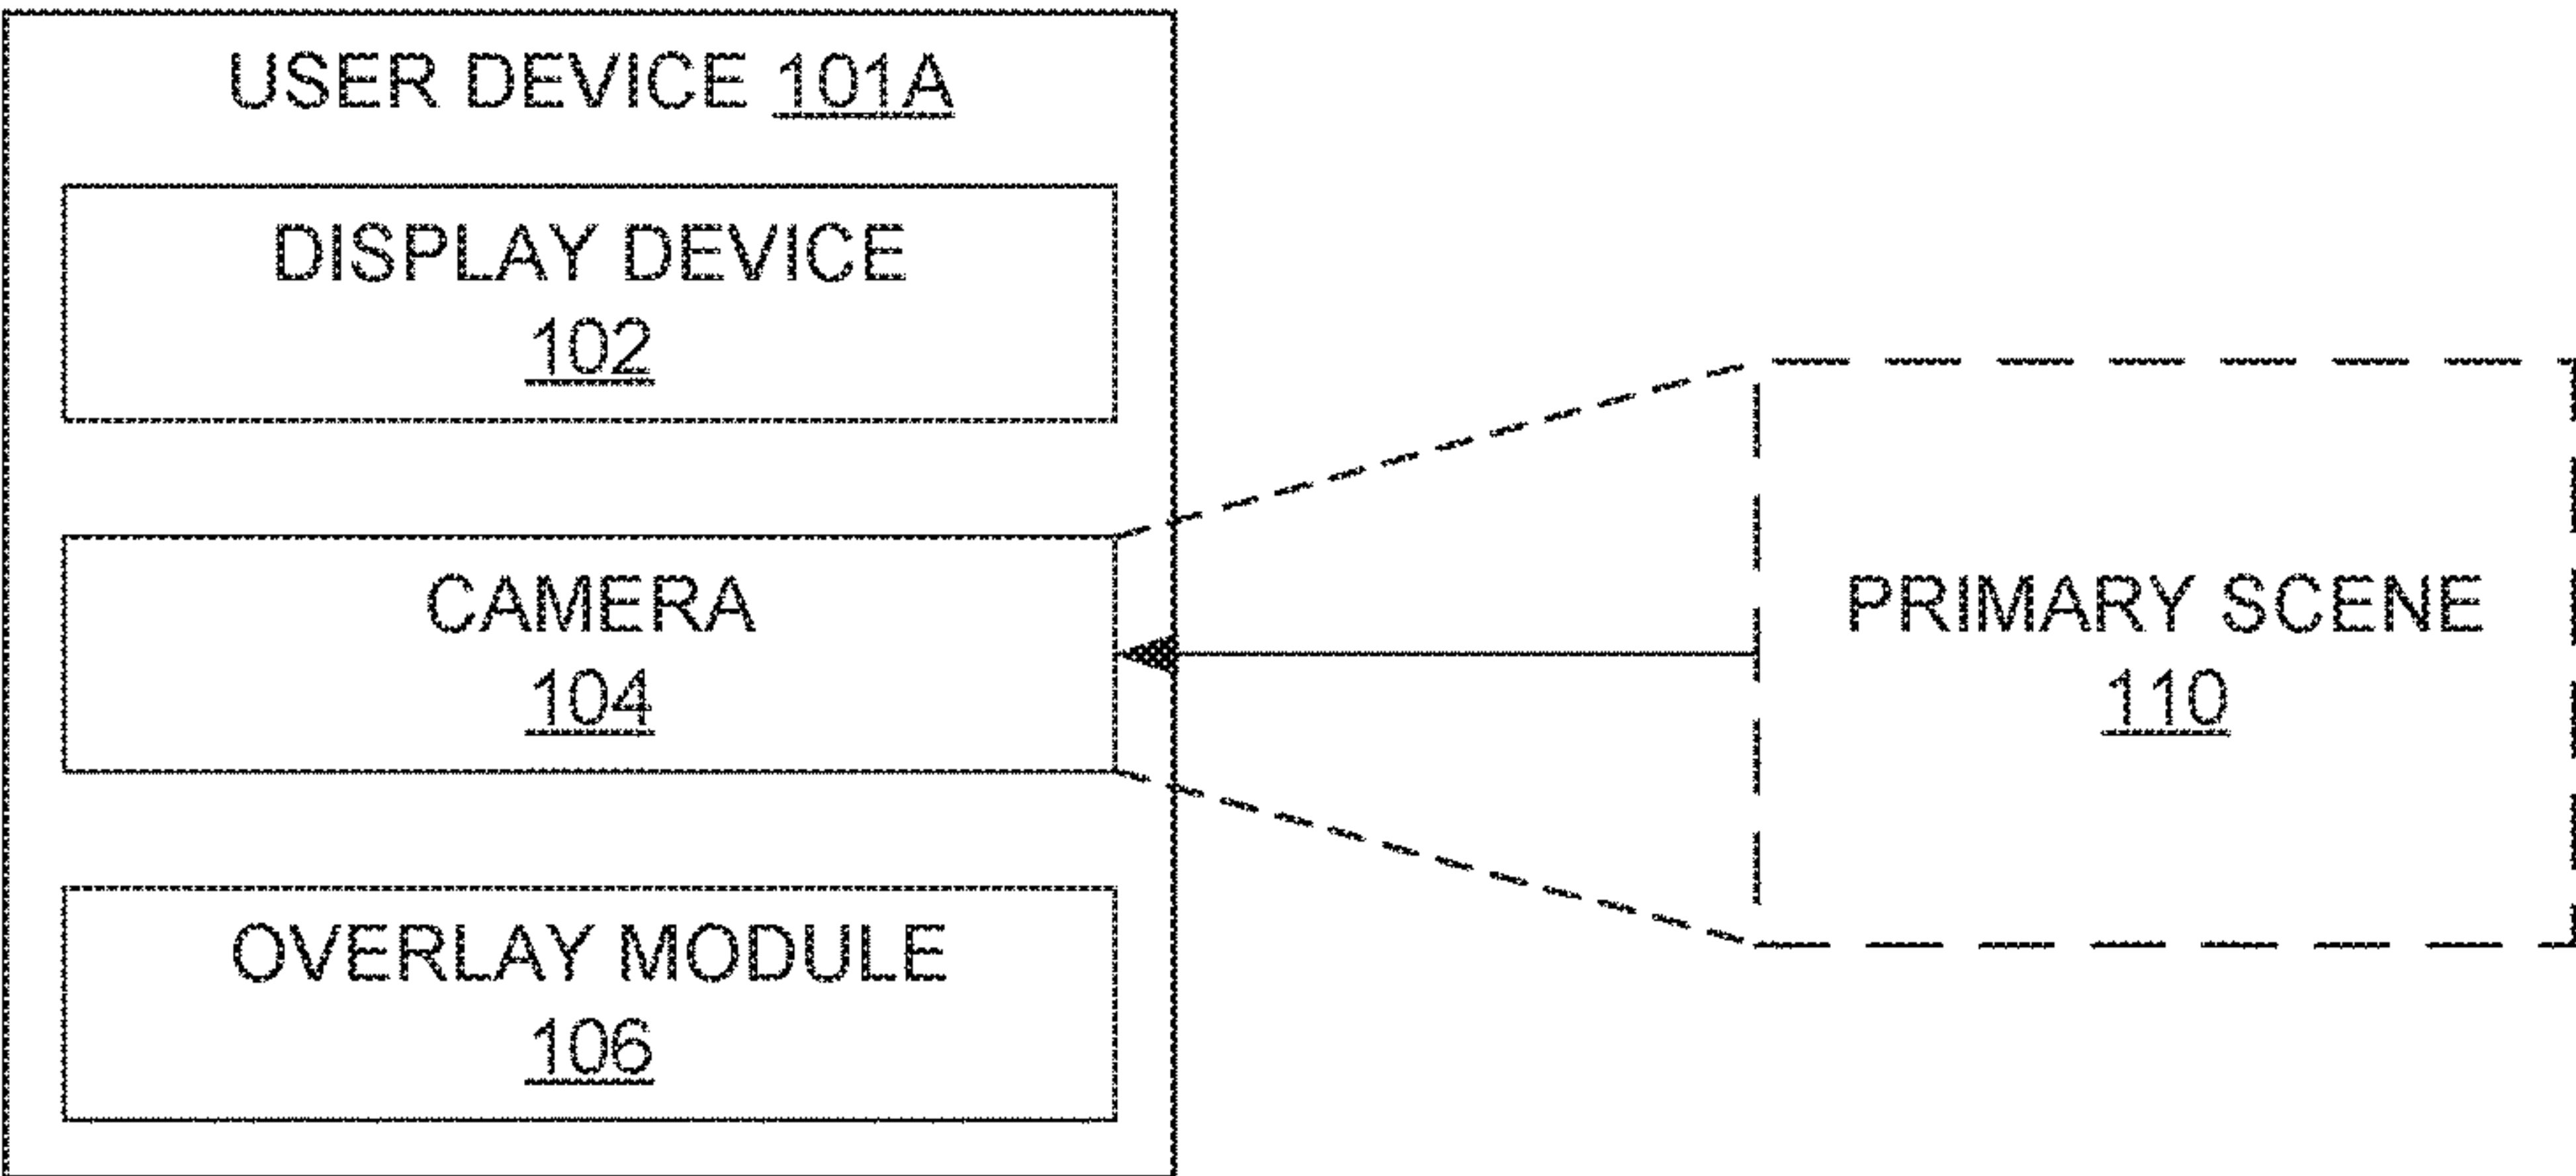 USER DEVICE 101A
DISPLAY DEVICE
102
CAMERA
104
PRIMARY SCENE
110
OVERLAY MODULE
106